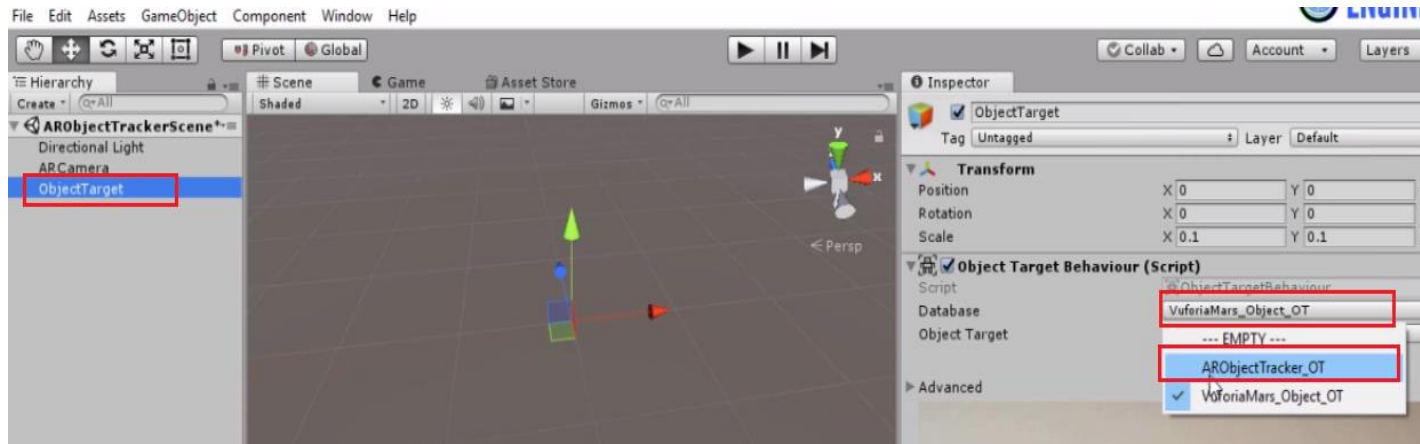 File Edit Assets GameObject Component Window Help
Pivot Global
Collab Account Layers
Hierarchy
Create All
ARObjectTrackerScene*
Directional Light
ARCamera
ObjectTarget
Scene Game Asset Store
Shaded 2D Gizmos All
y
x
Persp
Inspector
ObjectTarget
Tag Untagged Layer Default
Transform
Position X 0 Y 0
Rotation X 0 Y 0
Scale X 0.1 Y 0.1
Object Target Behaviour (Script)
Script ObjectTargetBehaviour
Database VuforiaMars_Object_OT
Object Target
--- EMPTY ---
ARObjectTracker_OT
VuforiaMars_Object_OT
Advanced